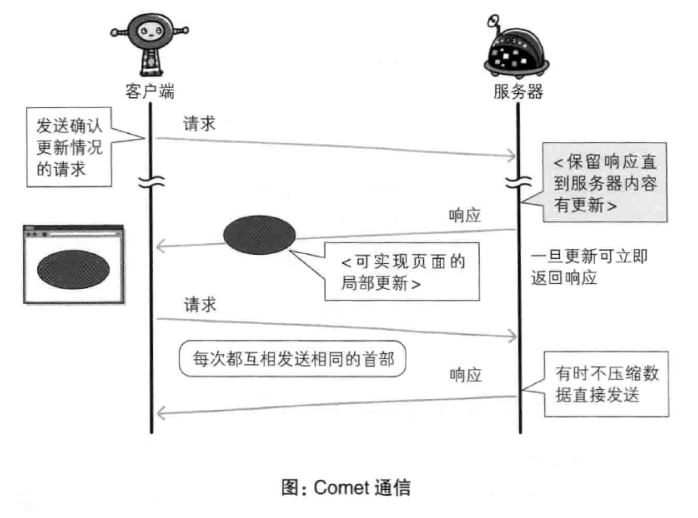 客户端
服务器
发送确认
更新情况
的请求
请求
<保留响应直
到服务器内容
有更新>
响应
<可实现页面的
局部更新>
一旦更新可立即
返回响应
请求
每次都互相发送相同的首部
响应
有时不压缩数
据直接发送
图：Comet 通信